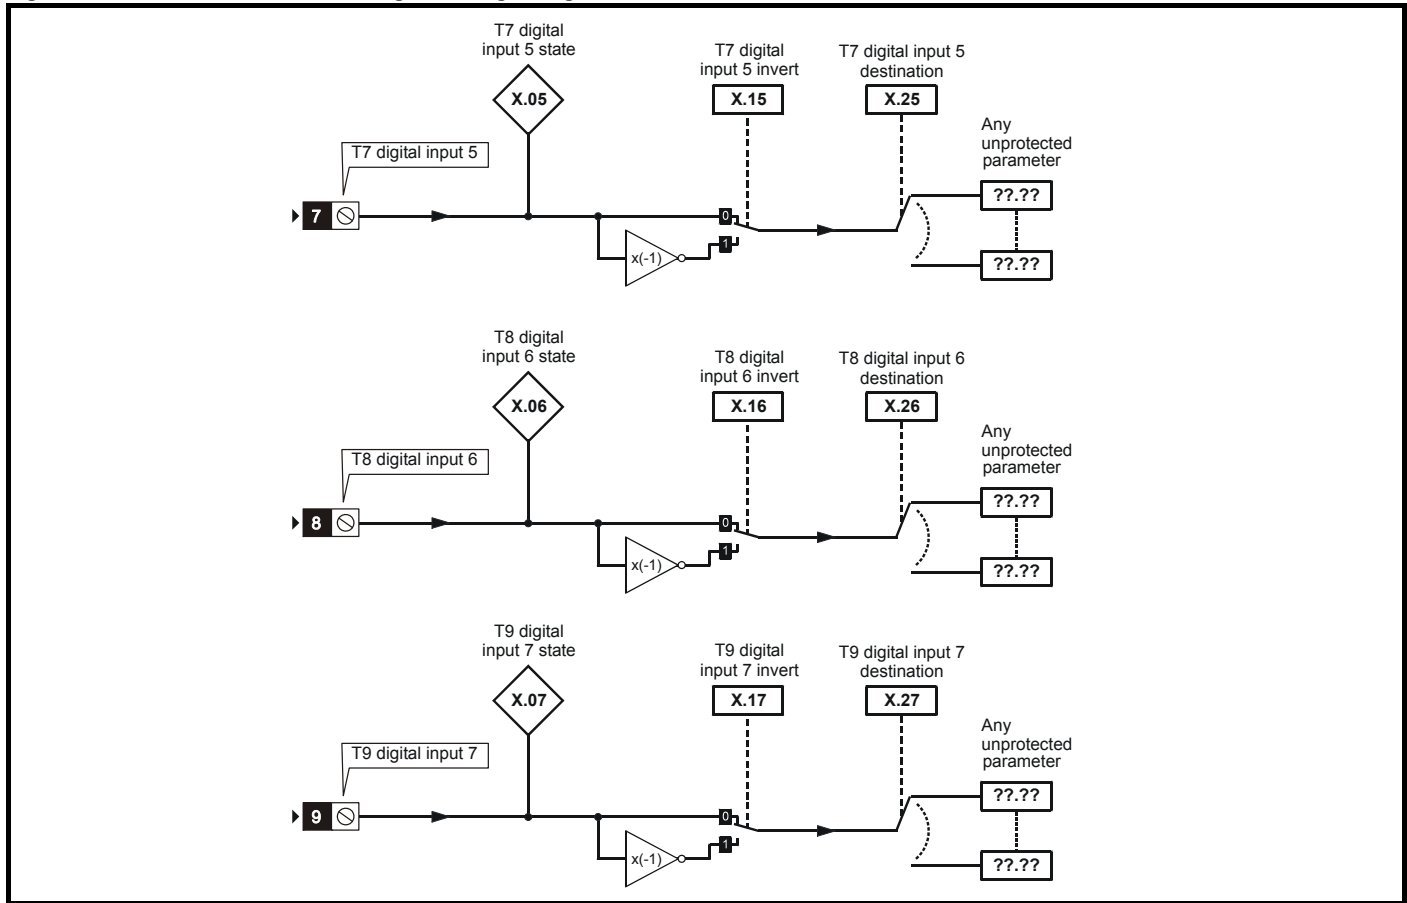 T7 digital
input 5 state
X.05
T7 digital
input 5 invert
X.15
T7 digital input 5
destination
X.25
Any
unprotected
parameter
T7 digital input 5
7
0
1
x(-1)
??.??
??.??
T8 digital
input 6 state
X.06
T8 digital
input 6 invert
X.16
T8 digital input 6
destination
X.26
Any
unprotected
parameter
T8 digital input 6
8
0
1
x(-1)
??.??
??.??
T9 digital
input 7 state
X.07
T9 digital
input 7 invert
X.17
T9 digital input 7
destination
X.27
Any
unprotected
parameter
T9 digital input 7
9
0
1
x(-1)
??.??
??.??